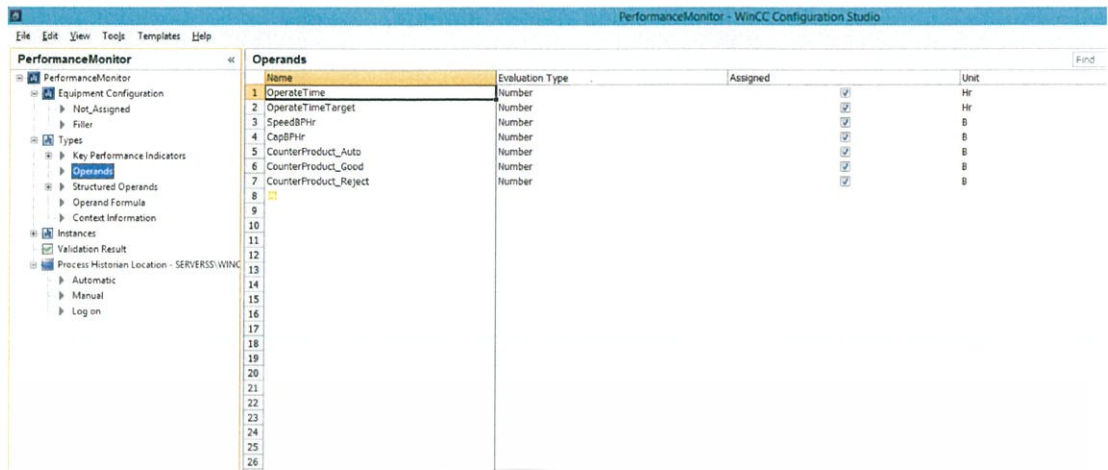 PerformanceMonitor - WinCC Configuration Studio
File Edit View Tools Templates Help
PerformanceMonitor «
PerformanceMonitor
Equipment Configuration
Not_Assigned
Filler
Types
Key Performance Indicators
Operands
Structured Operands
Operand Formula
Context Information
Instances
Validation Result
Process Historian Location - SERVERSS\WINC
Automatic
Manual
Log on
Operands Find
Name Evaluation Type Assigned Unit
1 OperateTime Number Hr
2 OperateTimeTarget Number Hr
3 SpeedBPHr Number B
4 CapBPHr Number B
5 CounterProduct_Auto Number B
6 CounterProduct_Good Number B
7 CounterProduct_Reject Number B
8
9
10
11
12
13
14
15
16
17
18
19
20
21
22
23
24
25
26